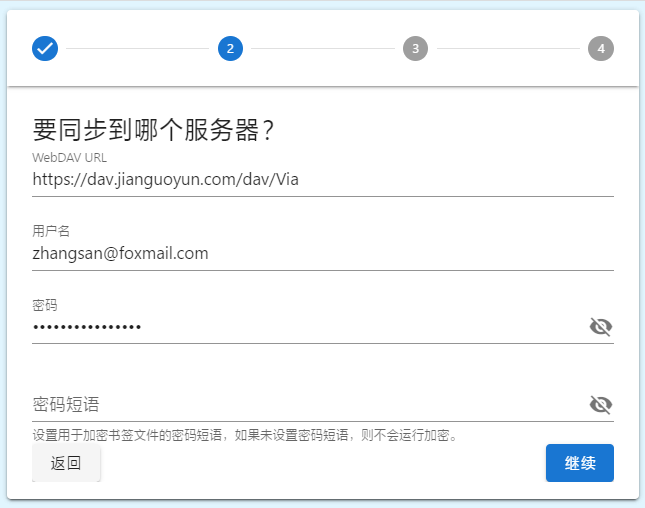 2
3
4
要同步到哪个服务器？
WebDAV URL
https://dav.jianguoyun.com/dav/Via
用户名
zhangsan@foxmail.com
密码
••••••••••••••••
密码短语
设置用于加密书签文件的密码短语，如果未设置密码短语，则不会运行加密。
返回
继续